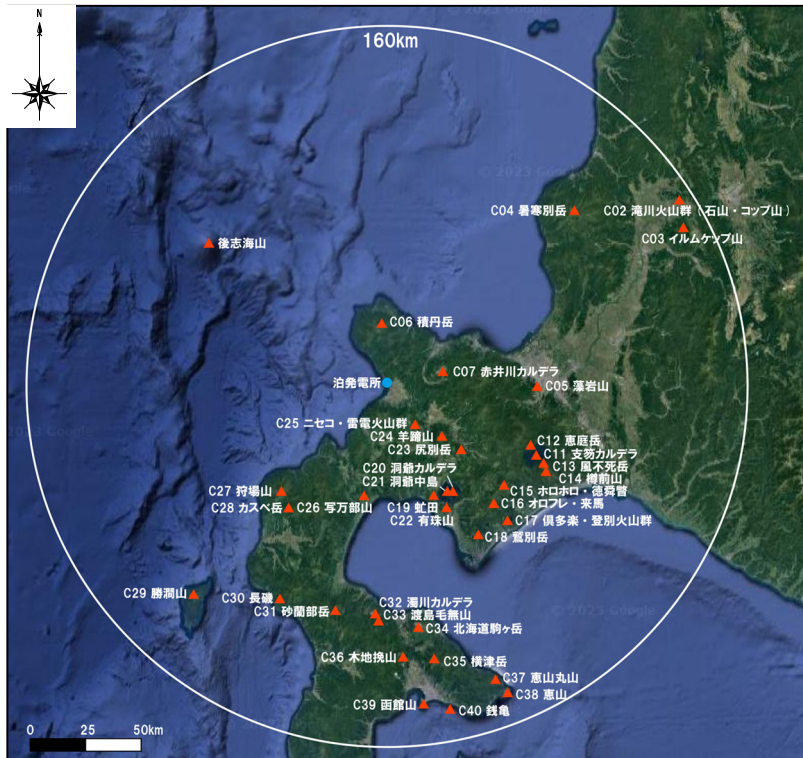 N
160km
© 2023 Google
C04 暑寒別岳
C02 滝川火山群（石山・コップ山）
C03 イルムケップ山
後志海山
C06 積丹岳
C07 赤井川カルデラ
泊発電所
C05 藻岩山
C25 ニセコ・雷電火山群
C24 羊蹄山
C23 尻別岳
C12 恵庭岳
C11 支笏カルデラ
C13 風不死岳
C14 樽前山
C20 洞爺カルデラ
C21 洞爺中島
C15 ホロホロ・徳舜瞥
C27 狩場山
C28 カスベ岳
C26 写万部山
C19 虻田
C16 オロフレ・来馬
C22 有珠山
C17 倶多楽・登別火山群
C18 鷲別岳
C29 勝澗山
C30 長磯
C32 濁川カルデラ
© 2023 Google
C31 砂蘭部岳
C33 渡島毛無山
C34 北海道駒ヶ岳
C36 木地挽山
C35 横津岳
C37 恵山丸山
C38 恵山
C39 函館山
C40 銭亀
0 25 50km